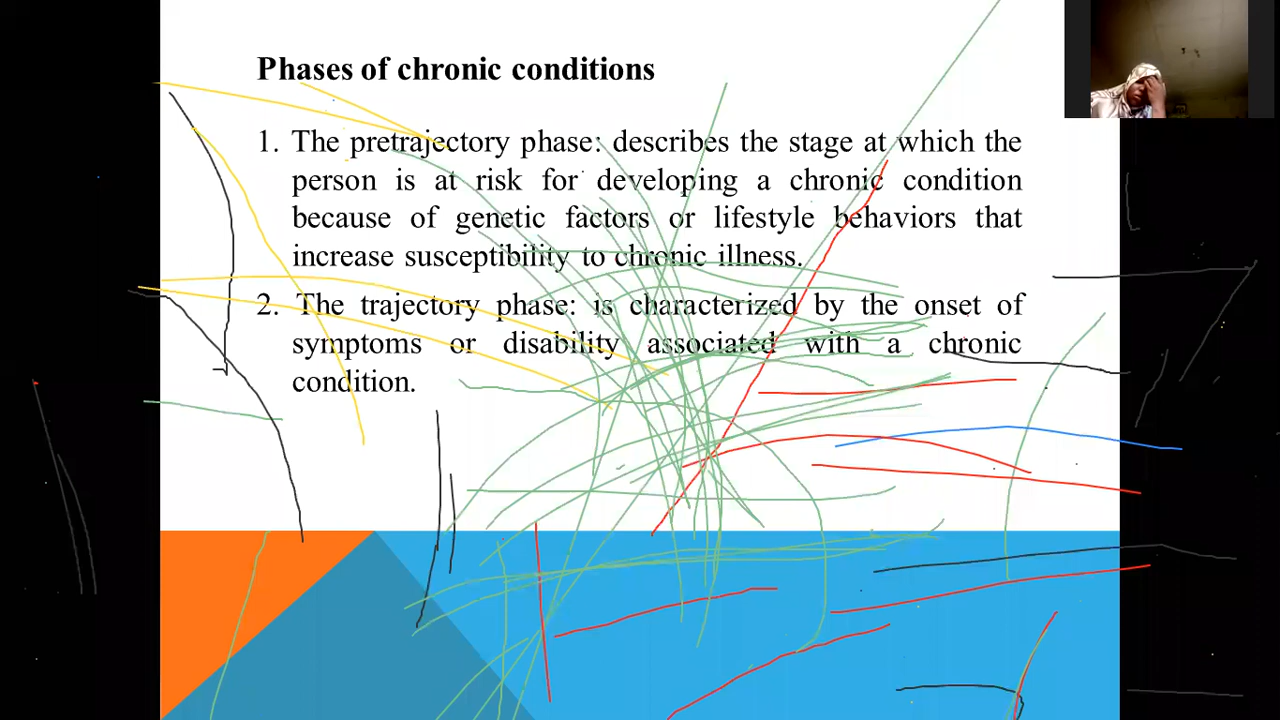 Phases of chronic conditions
1. The pretrajectory phase: describes the stage at which the
person is at risk for developing a chronic condition
because of genetic factors or lifestyle behaviors that
increase susceptibility to chronic illness.
2. The trajectory phase: is characterized by the onset of
symptoms or disability associated with a chronic
condition.